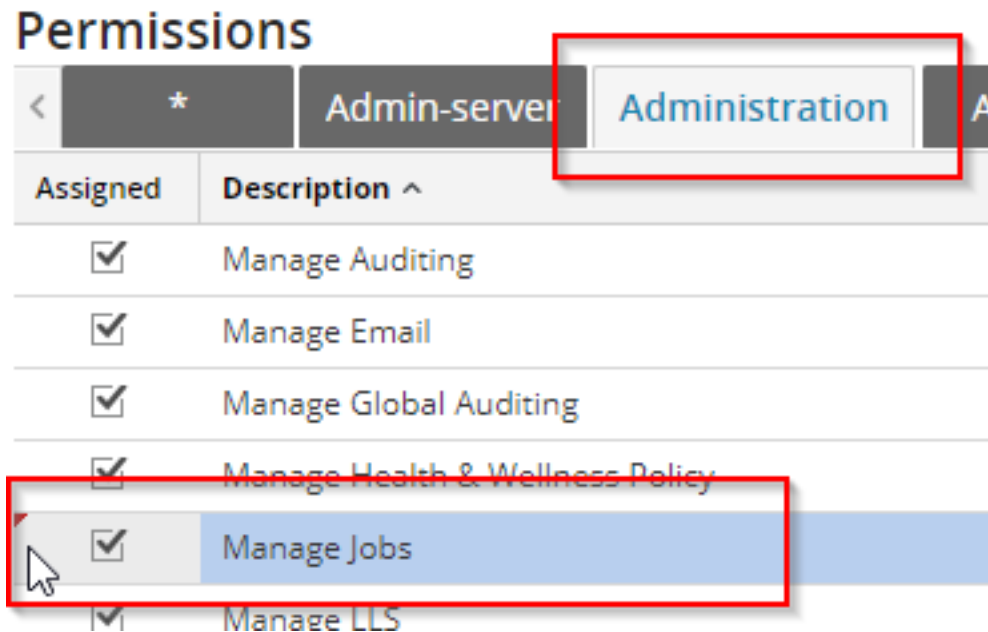 Permissions
* Admin-server Administration A
Assigned Description
Manage Auditing
Manage Email
Manage Global Auditing
Manage Health & Wellness Policy
Manage Jobs
Manage LLS